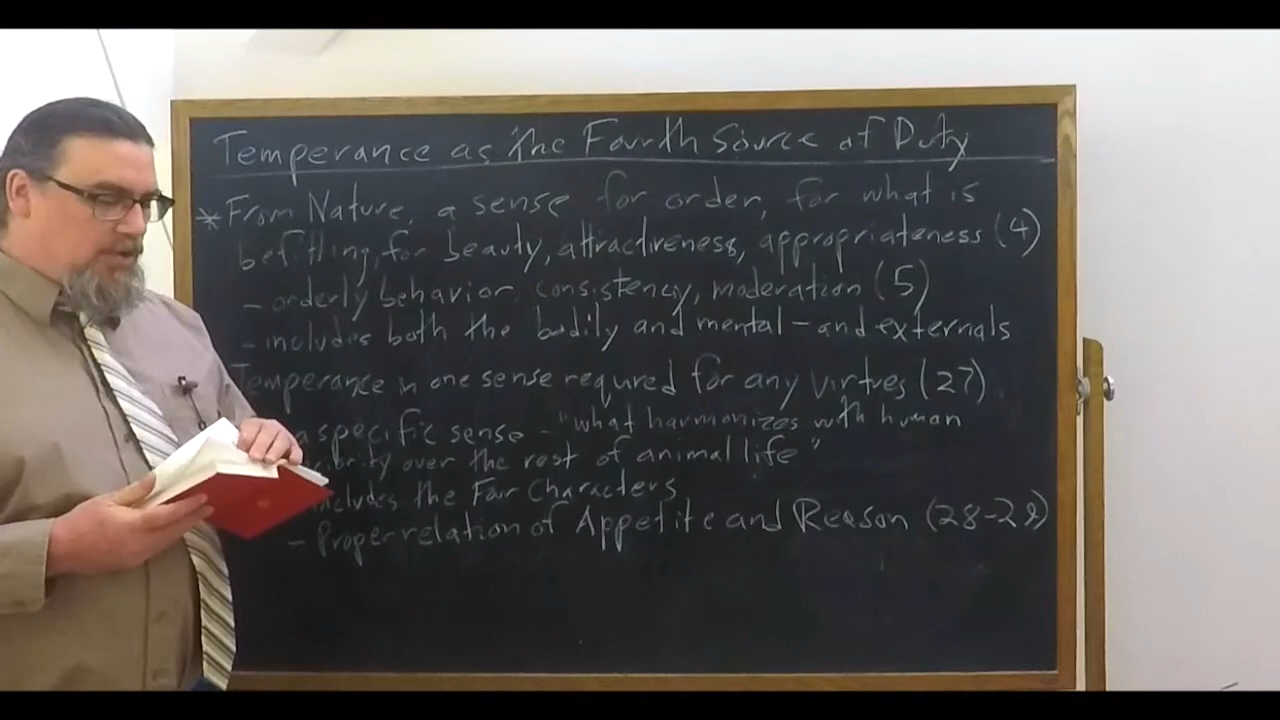 Temperance as the Fourth Source of Duty
* From Nature, a sense for order, for what is
befitting, for beauty, attractiveness, appropriateness (4)
- orderly behavior, consistency, moderation (5)
- includes both the bodily and mental - and externals
Temperance in one sense requred for any virtues (27)
a specific sense - "what harmonizes with human
over the rest of animal life"
includes the Four Characters
- Proper relation of Appetite and Reason (28-29)